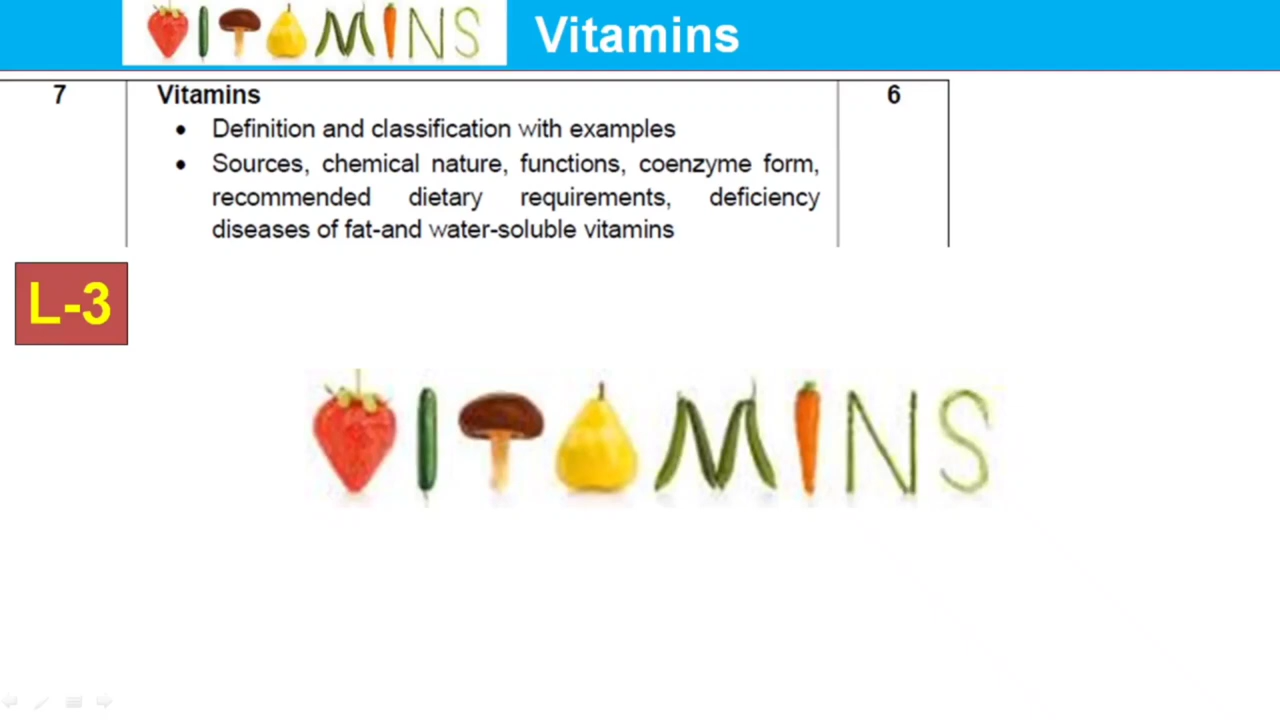 VITAMINS Vitamins
7 Vitamins 6
• Definition and classification with examples
• Sources, chemical nature, functions, coenzyme form,
recommended dietary requirements, deficiency
diseases of fat-and water-soluble vitamins
L-3
VITAMINS